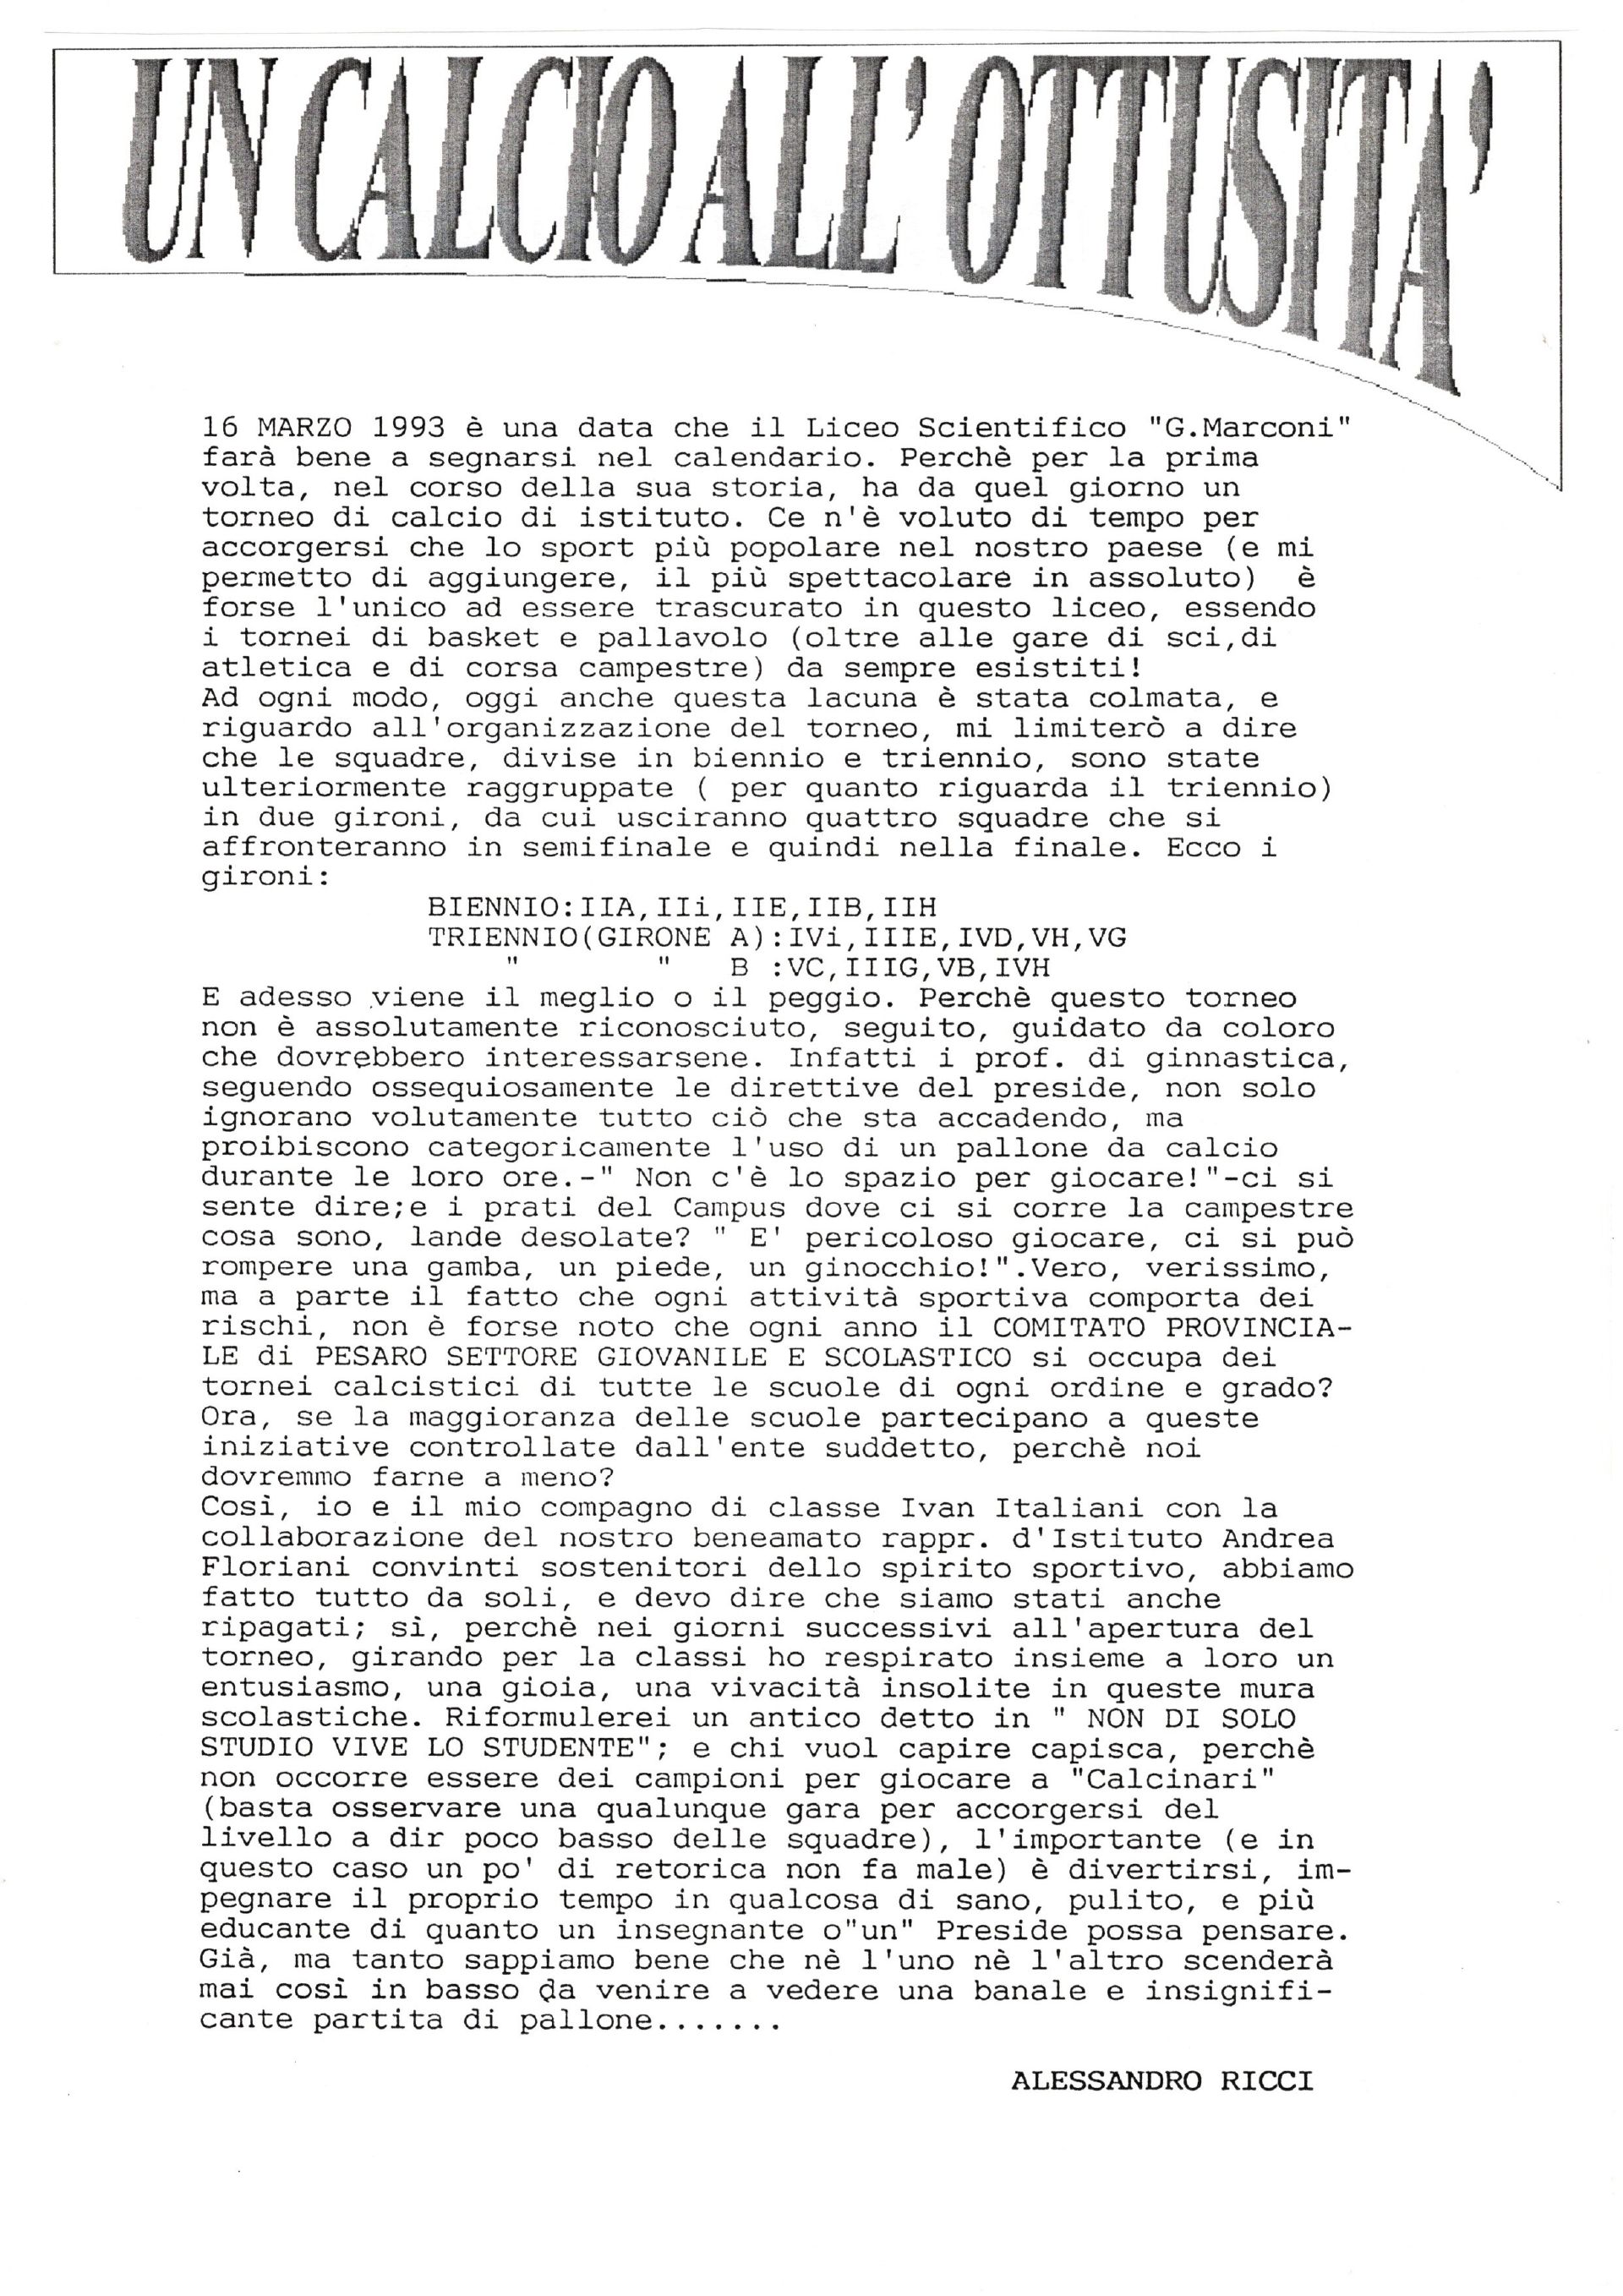 UN CALCIO ALL' OTTUSITA'
16 MARZO 1993 è una data che il Liceo Scientifico "G.Marconi"
farà bene a segnarsi nel calendario. Perchè per la prima
volta, nel corso della sua storia, ha da quel giorno un
torneo di calcio di istituto. Ce n'è voluto di tempo per
accorgersi che lo sport più popolare nel nostro paese (e mi
permetto di aggiungere, il più spettacolare in assoluto)  è
forse l'unico ad essere trascurato in questo liceo, essendo
i tornei di basket e pallavolo (oltre alle gare di sci,di
atletica e di corsa campestre) da sempre esistiti!
Ad ogni modo, oggi anche questa lacuna è stata colmata, e
riguardo all'organizzazione del torneo, mi limiterò a dire
che le squadre, divise in biennio e triennio, sono state
ulteriormente raggruppate ( per quanto riguarda il triennio)
in due gironi, da cui usciranno quattro squadre che si
affronteranno in semifinale e quindi nella finale. Ecco i
gironi:
BIENNIO:IIA,IIi,IIE,IIB,IIH
TRIENNIO(GIRONE A):IVi,IIIE,IVD,VH,VG
"       "   B :VC,IIIG,VB,IVH
E adesso viene il meglio o il peggio. Perchè questo torneo
non è assolutamente riconosciuto, seguito, guidato da coloro
che dovrebbero interessarsene. Infatti i prof. di ginnastica,
seguendo ossequiosamente le direttive del preside, non solo
ignorano volutamente tutto ciò che sta accadendo, ma
proibiscono categoricamente l'uso di un pallone da calcio
durante le loro ore.-" Non c'è lo spazio per giocare!"-ci si
sente dire;e i prati del Campus dove ci si corre la campestre
cosa sono, lande desolate? " E' pericoloso giocare, ci si può
rompere una gamba, un piede, un ginocchio!".Vero, verissimo,
ma a parte il fatto che ogni attività sportiva comporta dei
rischi, non è forse noto che ogni anno il COMITATO PROVINCIA-
LE di PESARO SETTORE GIOVANILE E SCOLASTICO si occupa dei
tornei calcistici di tutte le scuole di ogni ordine e grado?
Ora, se la maggioranza delle scuole partecipano a queste
iniziative controllate dall'ente suddetto, perchè noi
dovremmo farne a meno?
Così, io e il mio compagno di classe Ivan Italiani con la
collaborazione del nostro beneamato rappr. d'Istituto Andrea
Floriani convinti sostenitori dello spirito sportivo, abbiamo
fatto tutto da soli, e devo dire che siamo stati anche
ripagati; sì, perchè nei giorni successivi all'apertura del
torneo, girando per la classi ho respirato insieme a loro un
entusiasmo, una gioia, una vivacità insolite in queste mura
scolastiche. Riformulerei un antico detto in " NON DI SOLO
STUDIO VIVE LO STUDENTE"; e chi vuol capire capisca, perchè
non occorre essere dei campioni per giocare a "Calcinari"
(basta osservare una qualunque gara per accorgersi del
livello a dir poco basso delle squadre), l'importante (e in
questo caso un po' di retorica non fa male) è divertirsi, im-
pegnare il proprio tempo in qualcosa di sano, pulito, e più
educante di quanto un insegnante o"un" Preside possa pensare.
Già, ma tanto sappiamo bene che nè l'uno nè l'altro scenderà
mai così in basso da venire a vedere una banale e insignifi-
cante partita di pallone.......
ALESSANDRO RICCI